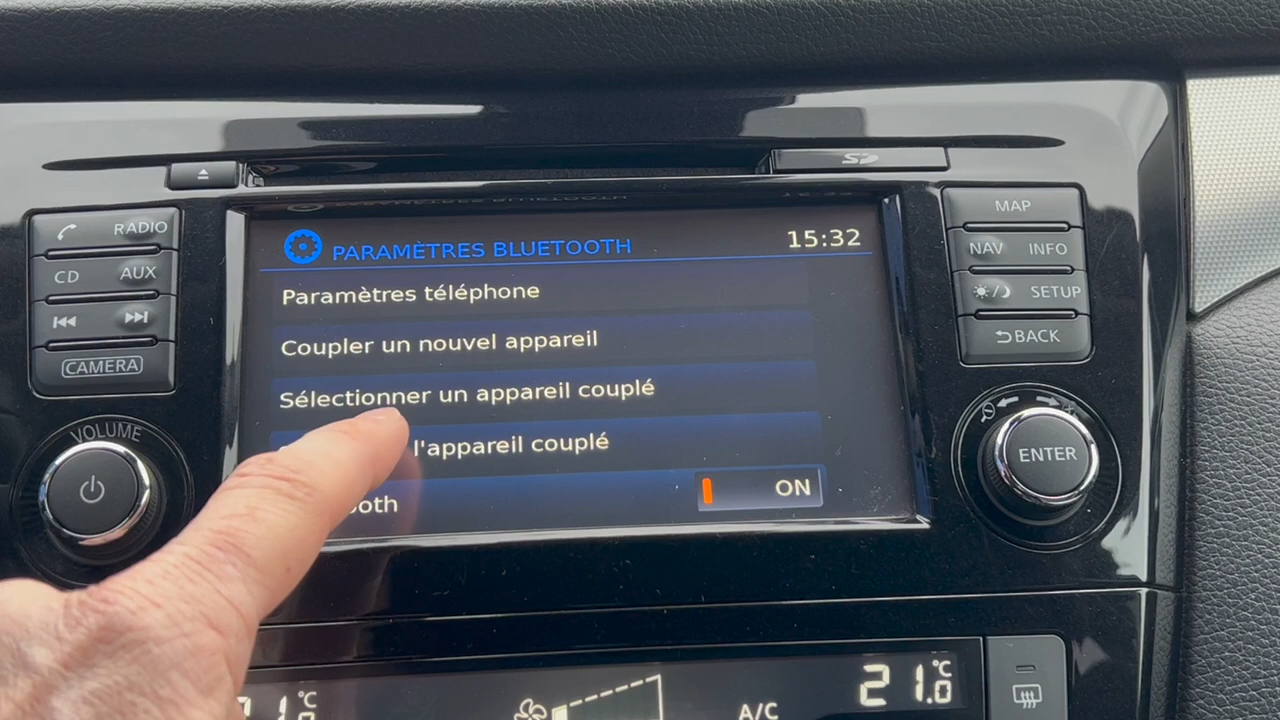 SD
RADIO
CD AUX
CAMERA
VOLUME
PARAMÈTRES BLUETOOTH 15:32
Paramètres téléphone
Coupler un nouvel appareil
Sélectionner un appareil couplé
l'appareil couplé
ooth ON
MAP
NAV INFO
SETUP
BACK
ENTER
°C
A/C
21.0 °C